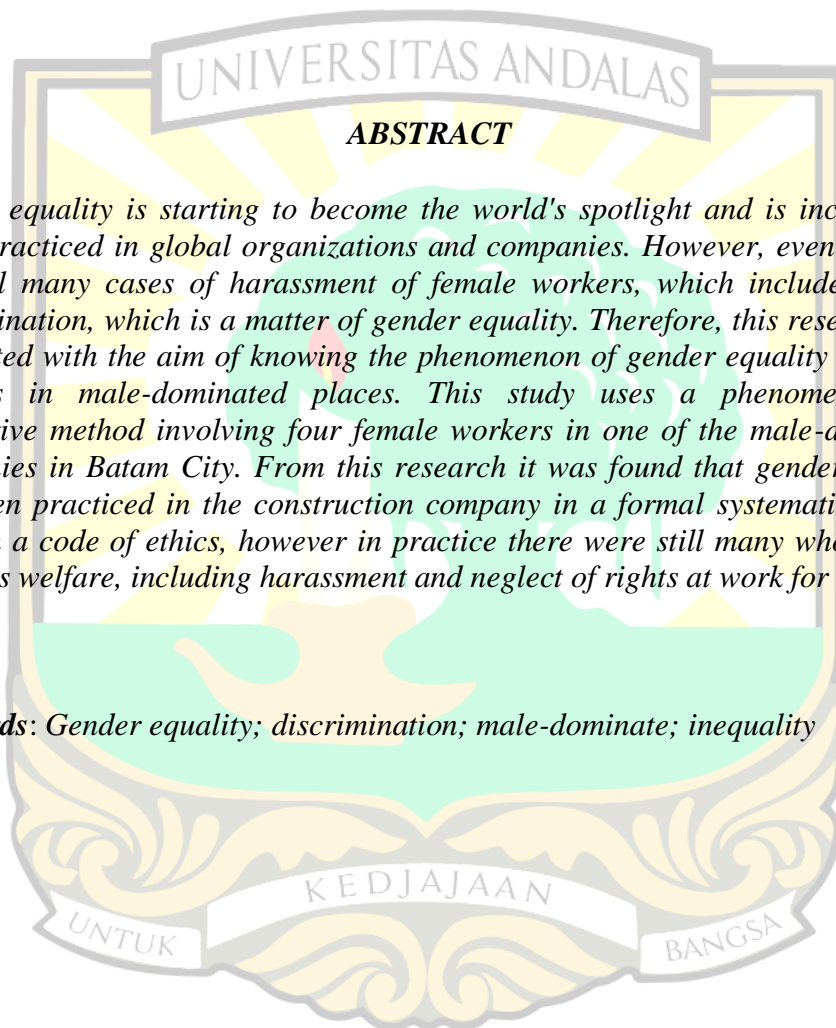 UNIVERSITAS ANDALAS
ABSTRACT
equality is starting to become the world's spotlight and is inc
racticed in global organizations and companies. However, even
l many cases of harassment of female workers, which include
ination, which is a matter of gender equality. Therefore, this rese
ted with the aim of knowing the phenomenon of gender equality
s in male-dominated places. This study uses a phenome
ive method involving four female workers in one of the male-d
nies in Batam City. From this research it was found that gender
en practiced in the construction company in a formal systemati
a code of ethics, however in practice there were still many who
s welfare, including harassment and neglect of rights at work for
ds: Gender equality; discrimination; male-dominate; inequality
KEDJAJAAN
UNTUK
BANGSA